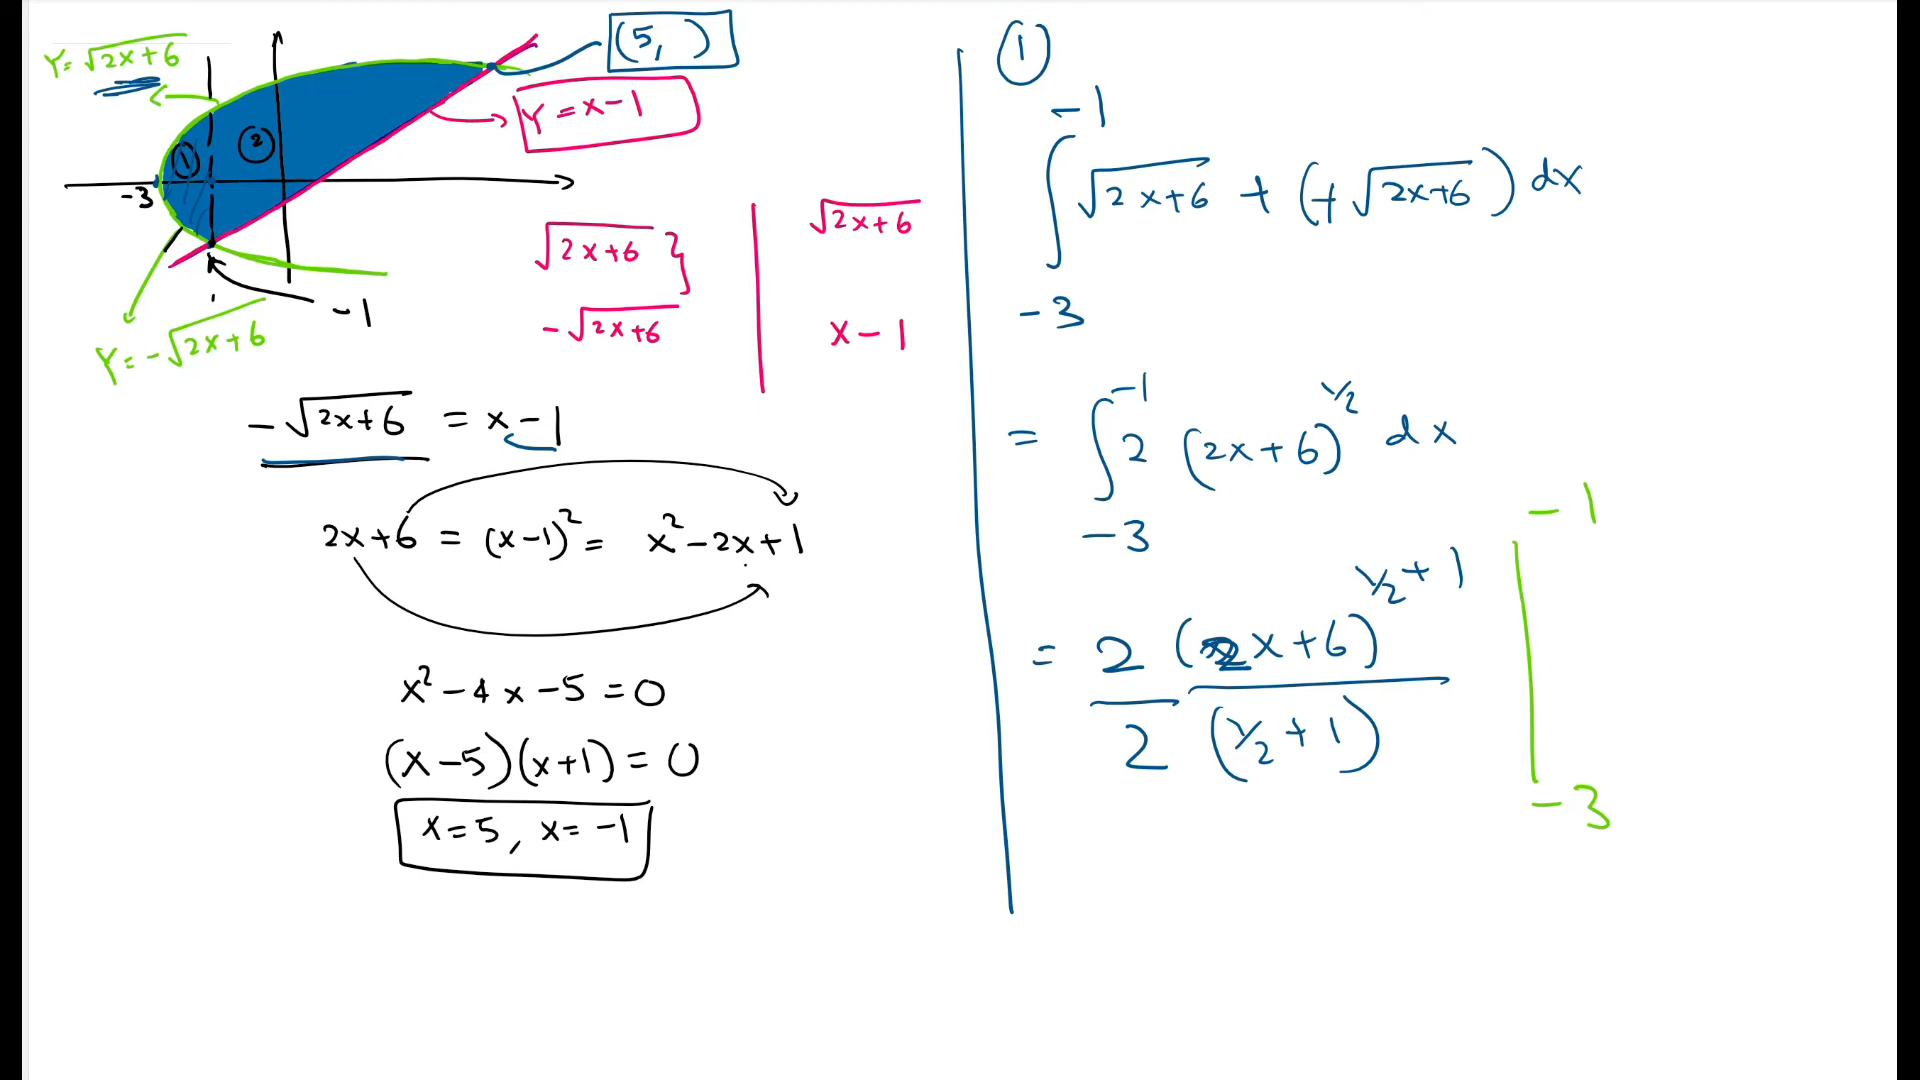 Y=√2x+6
(5, )
Y=x-1
① ②
-3
-1
Y=-√2x+6
√2x+6 }
-√2x+6
√2x+6
x-1
-√2x+6 = x-1
2x+6 = (x-1)² = x²-2x+1
x²-4x-5=0
(x-5)(x+1)=0
x=5, x=-1
①
∫ -1 -3 √2x+6 + (+√2x+6) dx
= ∫ -1 -3 2 (2x+6)^1/2 dx
= 2/2 (2x+6)^1/2+1 / (1/2+1) | -1 -3